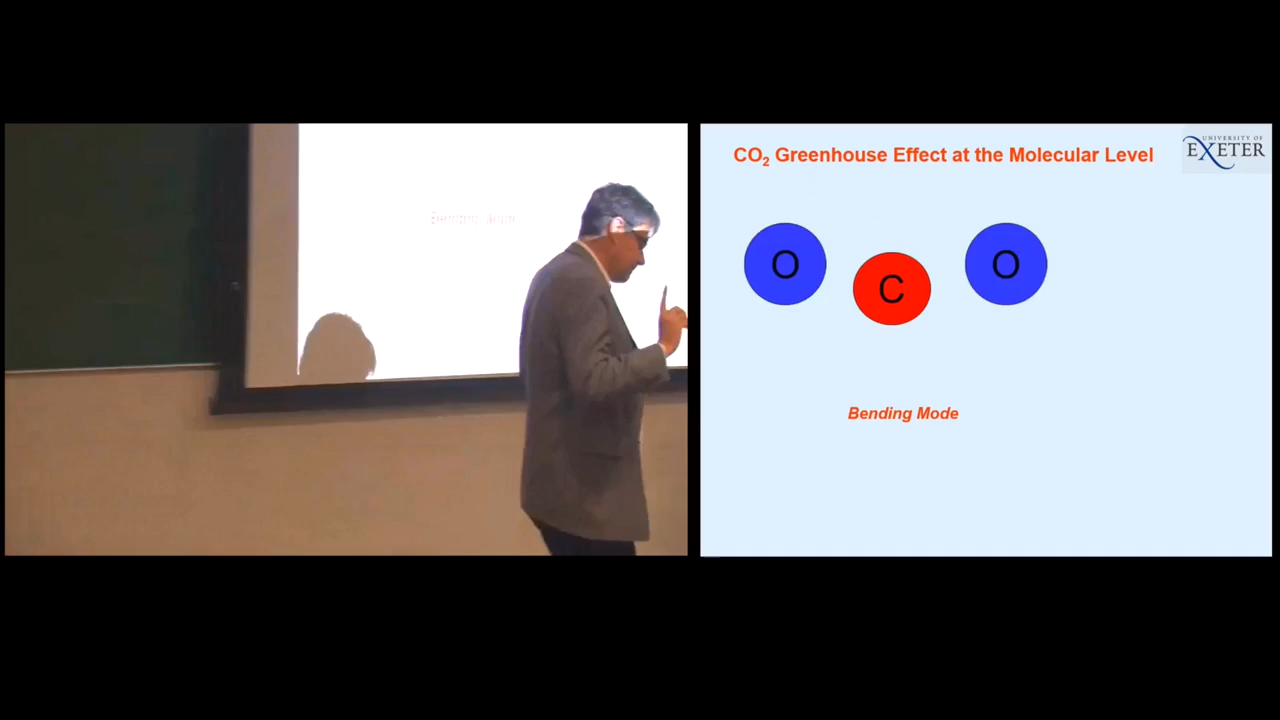 CO₂ Greenhouse Effect at the Molecular Level
UNIVERSITY OF
EXETER
O
C
O
Bending Mode